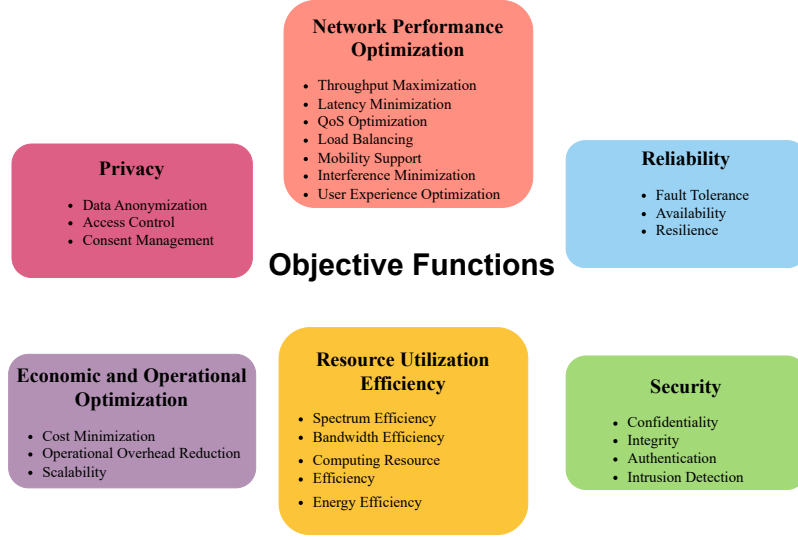 Network Performance
Optimization
• Throughput Maximization
• Latency Minimization
• QoS Optimization
• Load Balancing
• Mobility Support
• Interference Minimization
• User Experience Optimization
Privacy
• Data Anonymization
• Access Control
• Consent Management
Reliability
• Fault Tolerance
• Availability
• Resilience
Objective Functions
Economic and Operational
Optimization
• Cost Minimization
• Operational Overhead Reduction
• Scalability
Resource Utilization
Efficiency
• Spectrum Efficiency
• Bandwidth Efficiency
• Computing Resource
• Efficiency
• Energy Efficiency
Security
• Confidentiality
• Integrity
• Authentication
• Intrusion Detection